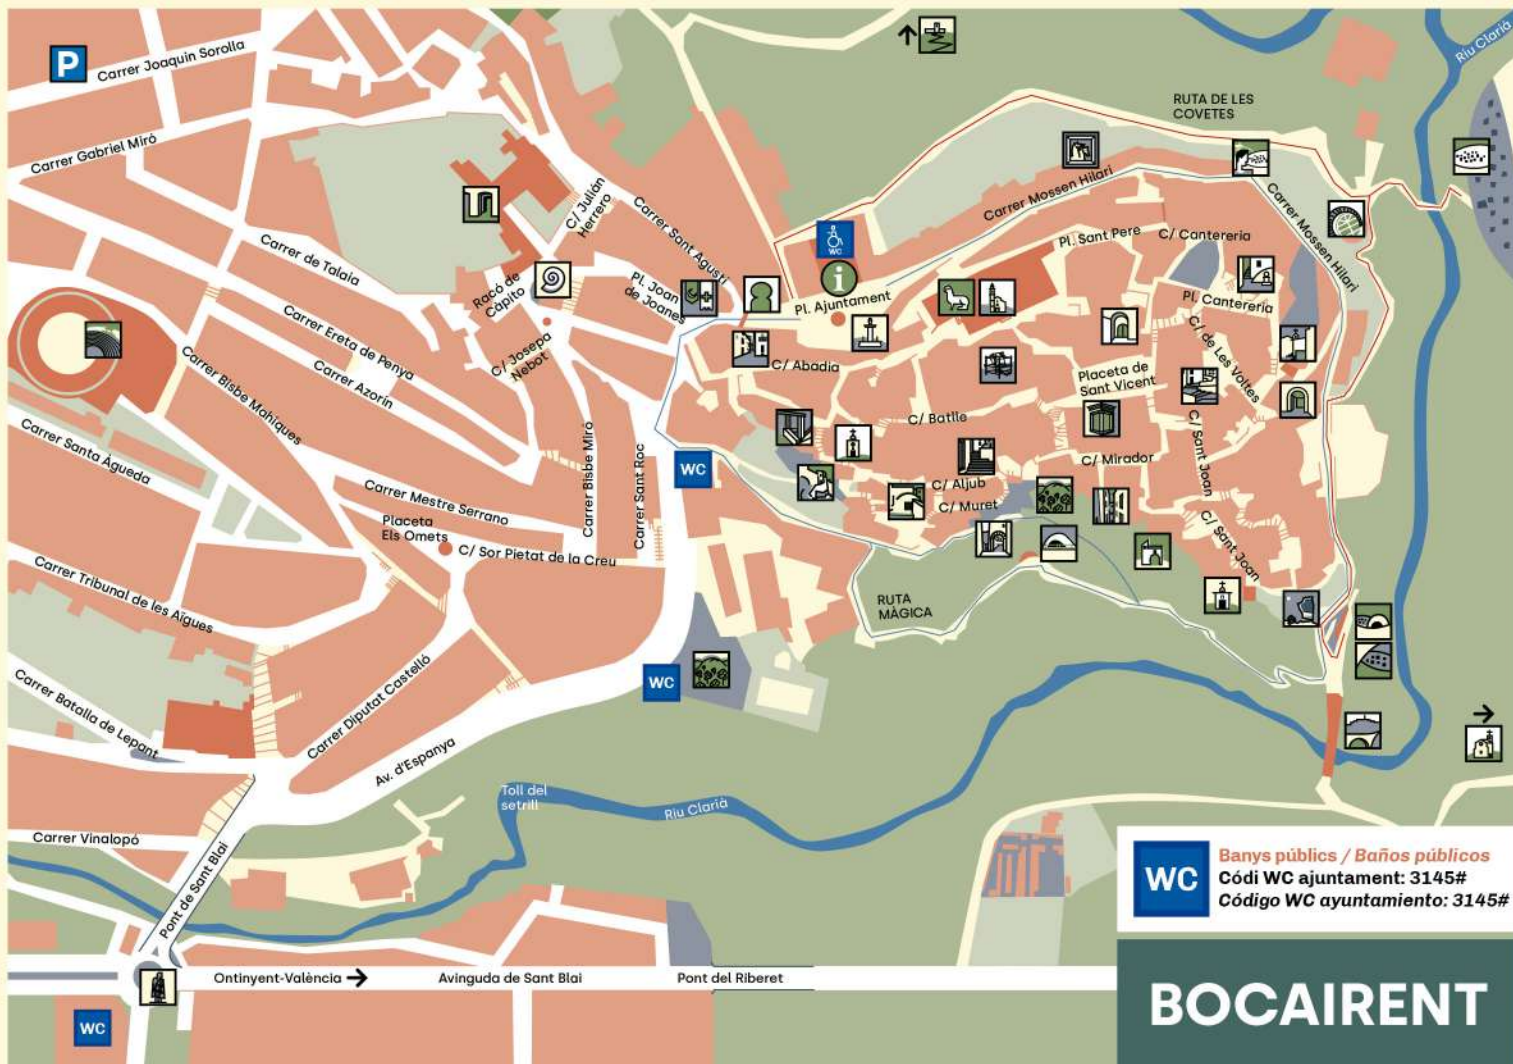 P
Carrer Joaquin Sorolla
Carrer Gabriel Miró
Riu Clarià
RUTA DE LES
COVETES
C/ Julián
Herrero
Carrer Sant Agustí
Carrer Mossen Hilari
Carrer Mossen Hilari
Pl. Sant Pere
C/ Cantereria
Carrer de Talaia
Racó de
Càpito
Pl. Joan
de Joanes
WC
i
Pl. Ajuntament
Pl. Cantereria
C/ de Les Voltes
Carrer Ereta de Penya
Carrer Azorín
C/ Josepa
Nebot
C/ Abadia
Placeta de
Sant Vicent
Carrer Bisbe Mahiques
C/ Batlle
Carrer Santa Àgueda
Carrer Bisbe Miró
Carrer Sant Roc
WC
C/ Mirador
C/ Sant Joan
C/ Aljub
C/ Muret
C/ Sant Joan
Carrer Mestre Serrano
Placeta
Els Omets
C/ Sor Pietat de la Creu
Carrer Tribunal de les Aïgues
RUTA
MÀGICA
WC
Carrer Batalla de Lepant
Carrer Diputat Castelló
Av. d'Espanya
Toll del
setrill
Riu Clarià
Carrer Vinalopó
Pont de Sant Blai
WC
Banys públics / Baños públicos
Códi WC ajuntament: 3145#
Código WC ayuntamiento: 3145#
Ontinyent-València
Avinguda de Sant Blai
Pont del Riberet
WC
BOCAIRENT